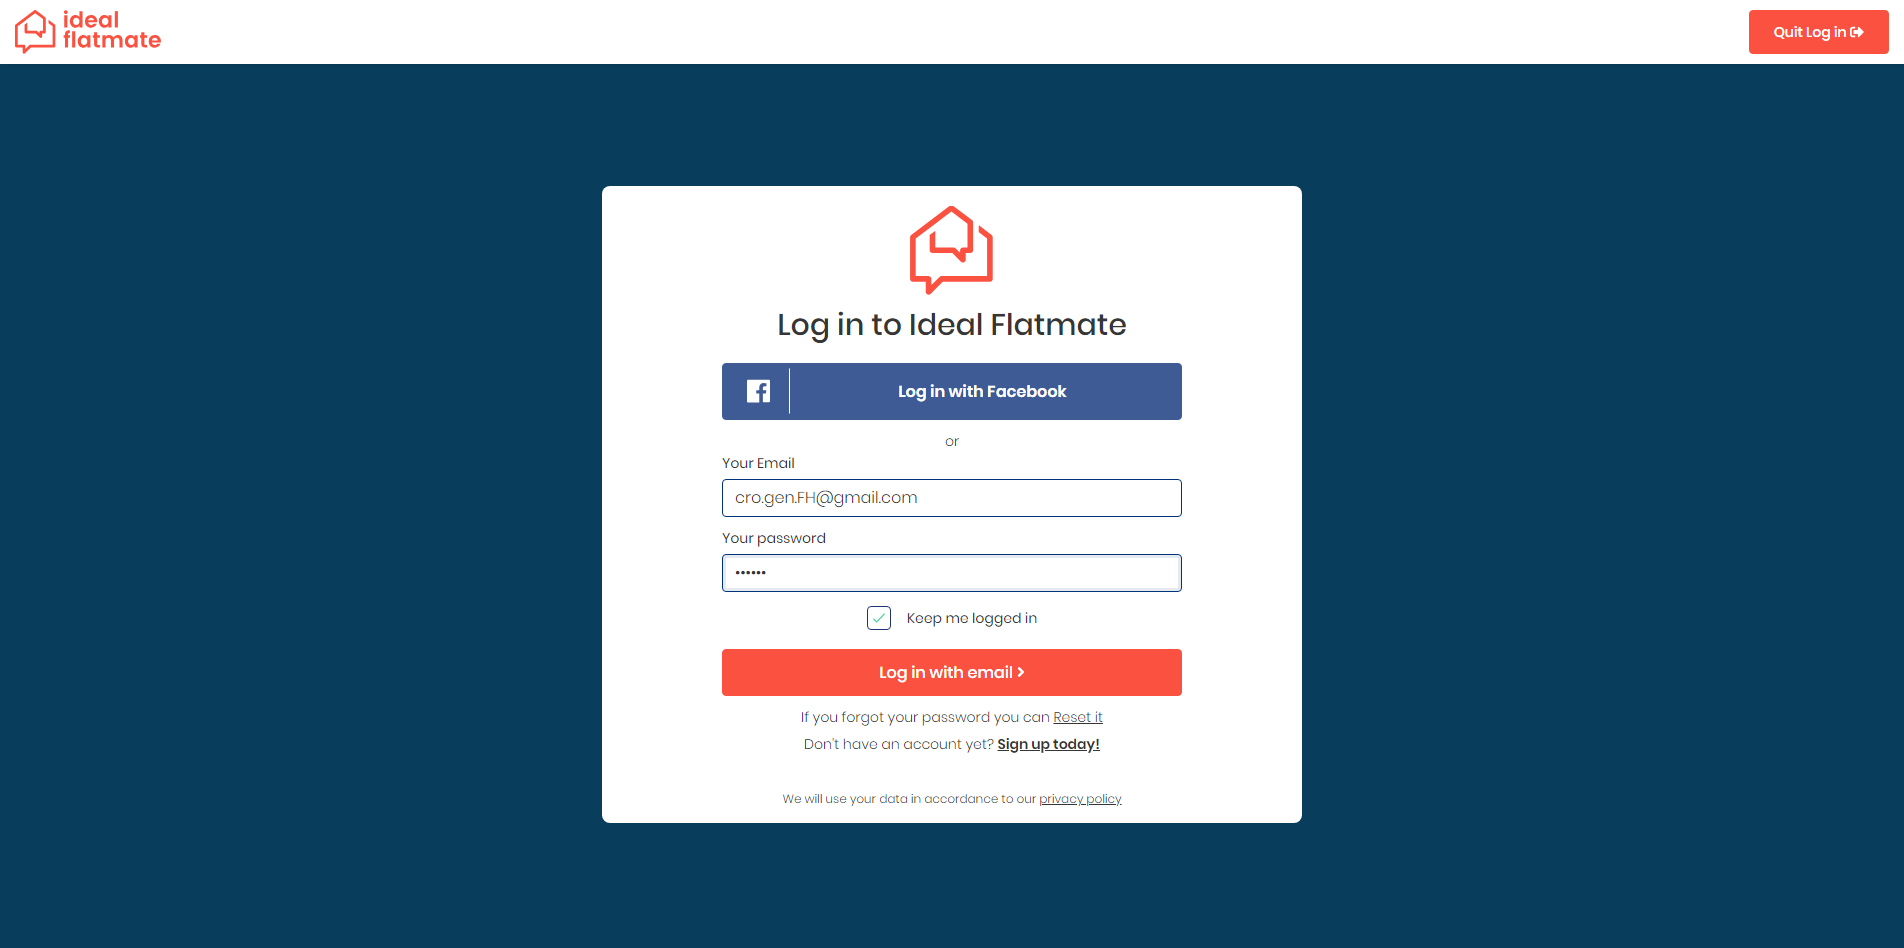 ideal
flatmate
Quit Log in
Log in to Ideal Flatmate
Log in with Facebook
or
Your Email
cro.gen.FH@gmail.com
Your password
••••••
Keep me logged in
Log in with email
If you forgot your password you can Reset it
Don't have an account yet? Sign up today!
We will use your data in accordance to our privacy policy